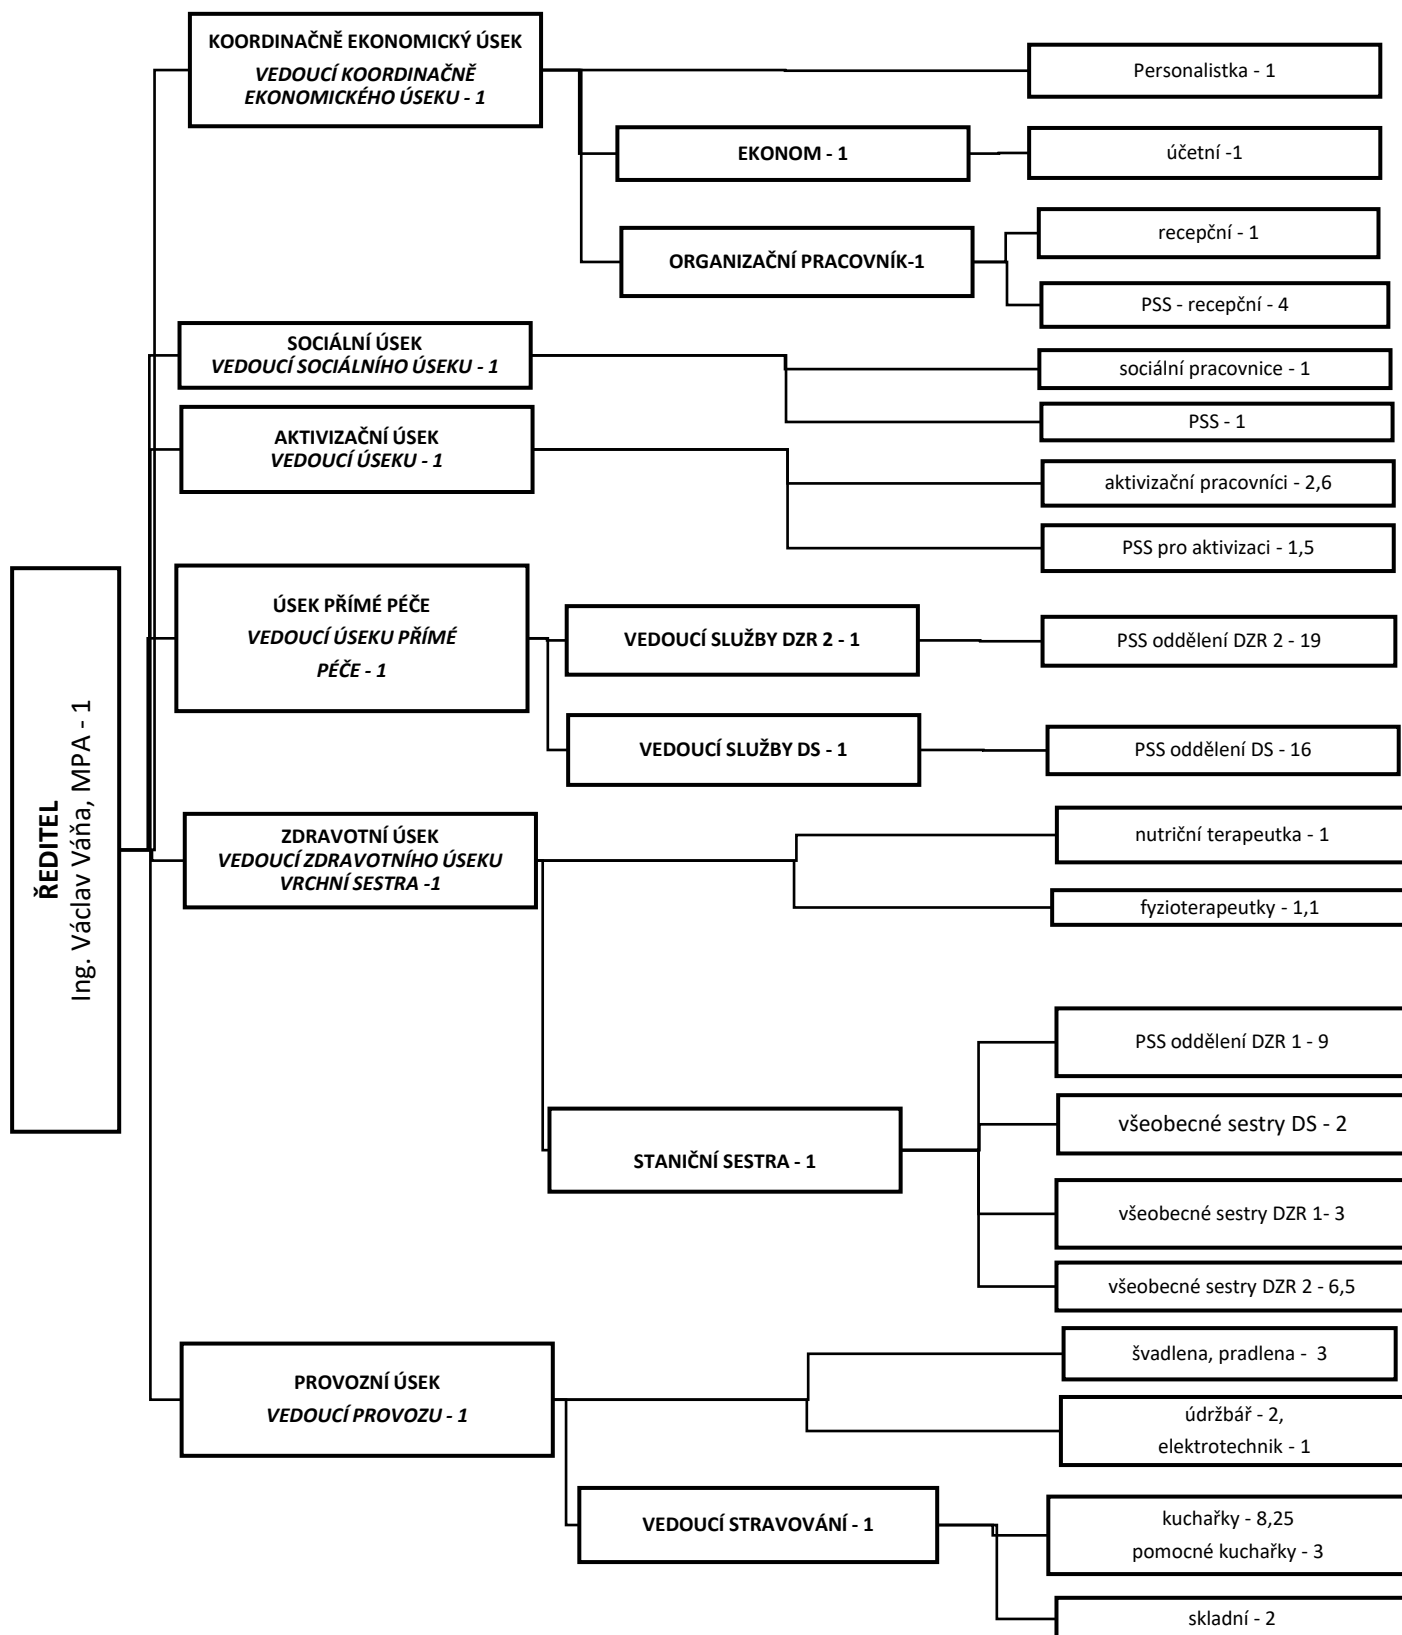 KOORDINAČNĚ EKONOMICKÝ ÚSEK
VEDOUCÍ KOORDINAČNĚ
EKONOMICKÉHO ÚSEKU - 1
Personalistka - 1
EKONOM - 1
účetní -1
ORGANIZAČNÍ PRACOVNÍK-1
recepční - 1
PSS - recepční - 4
SOCIÁLNÍ ÚSEK
VEDOUCÍ SOCIÁLNÍHO ÚSEKU - 1
sociální pracovnice - 1
PSS - 1
AKTIVIZAČNÍ ÚSEK
VEDOUCÍ ÚSEKU - 1
aktivizační pracovníci - 2,6
PSS pro aktivizaci - 1,5
ŘEDITEL
Ing. Václav Váňa, MPA - 1
ÚSEK PŘÍMÉ PÉČE
VEDOUCÍ ÚSEKU PŘÍMÉ
PÉČE - 1
VEDOUCÍ SLUŽBY DZR 2 - 1
PSS oddělení DZR 2 - 19
VEDOUCÍ SLUŽBY DS - 1
PSS oddělení DS - 16
ZDRAVOTNÍ ÚSEK
VEDOUCÍ ZDRAVOTNÍHO ÚSEKU
VRCHNÍ SESTRA -1
nutriční terapeutka - 1
fyzioterapeutky - 1,1
STANIČNÍ SESTRA - 1
PSS oddělení DZR 1 - 9
všeobecné sestry DS - 2
všeobecné sestry DZR 1- 3
všeobecné sestry DZR 2 - 6,5
PROVOZNÍ ÚSEK
VEDOUCÍ PROVOZU - 1
švadlena, pradlena - 3
údržbář - 2,
elektrotechnik - 1
VEDOUCÍ STRAVOVÁNÍ - 1
kuchařky - 8,25
pomocné kuchařky - 3
skladní - 2